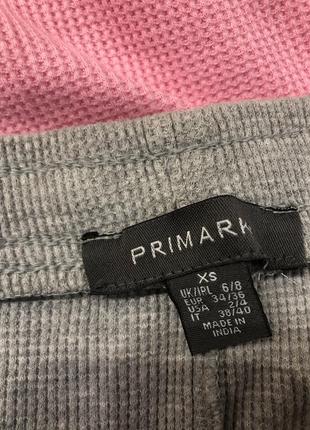 PRIMARK
XS
UK/IRL 6/8
EUR 34/36
USA 2/4
IT 38/40
MADE IN
INDIA